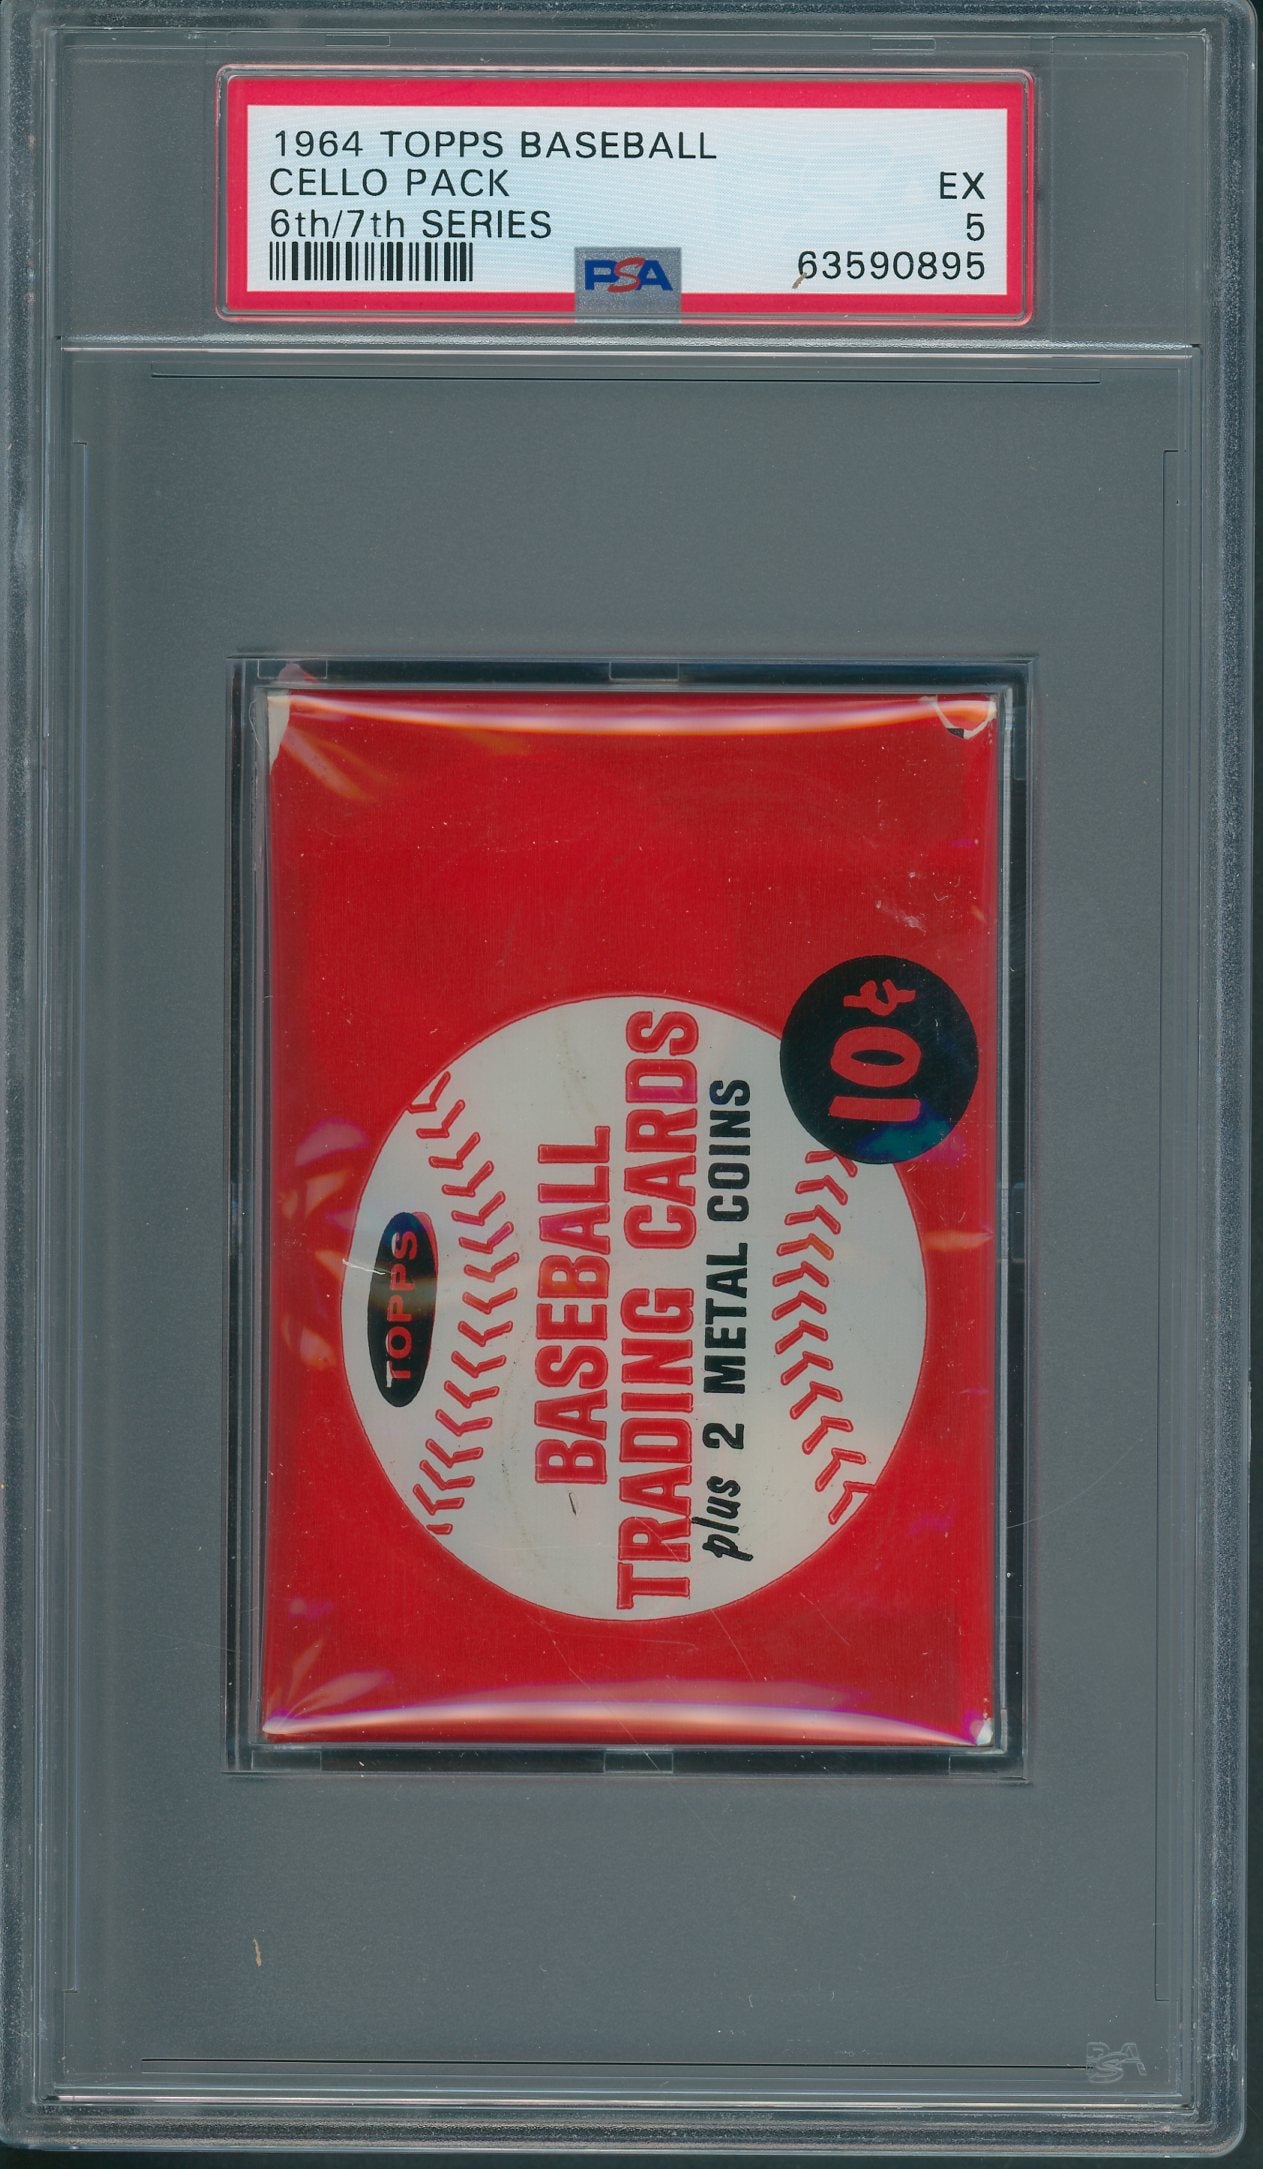 1964 TOPPS BASEBALL
CELLO PACK
EX
6th/7th SERIES
5
PSA
63590895
TOPPS
BASEBALL
TRADING CARDS
plus 2 METAL COINS
10¢
PSA